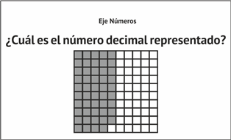 Eje Números
¿Cuál es el número decimal representado?